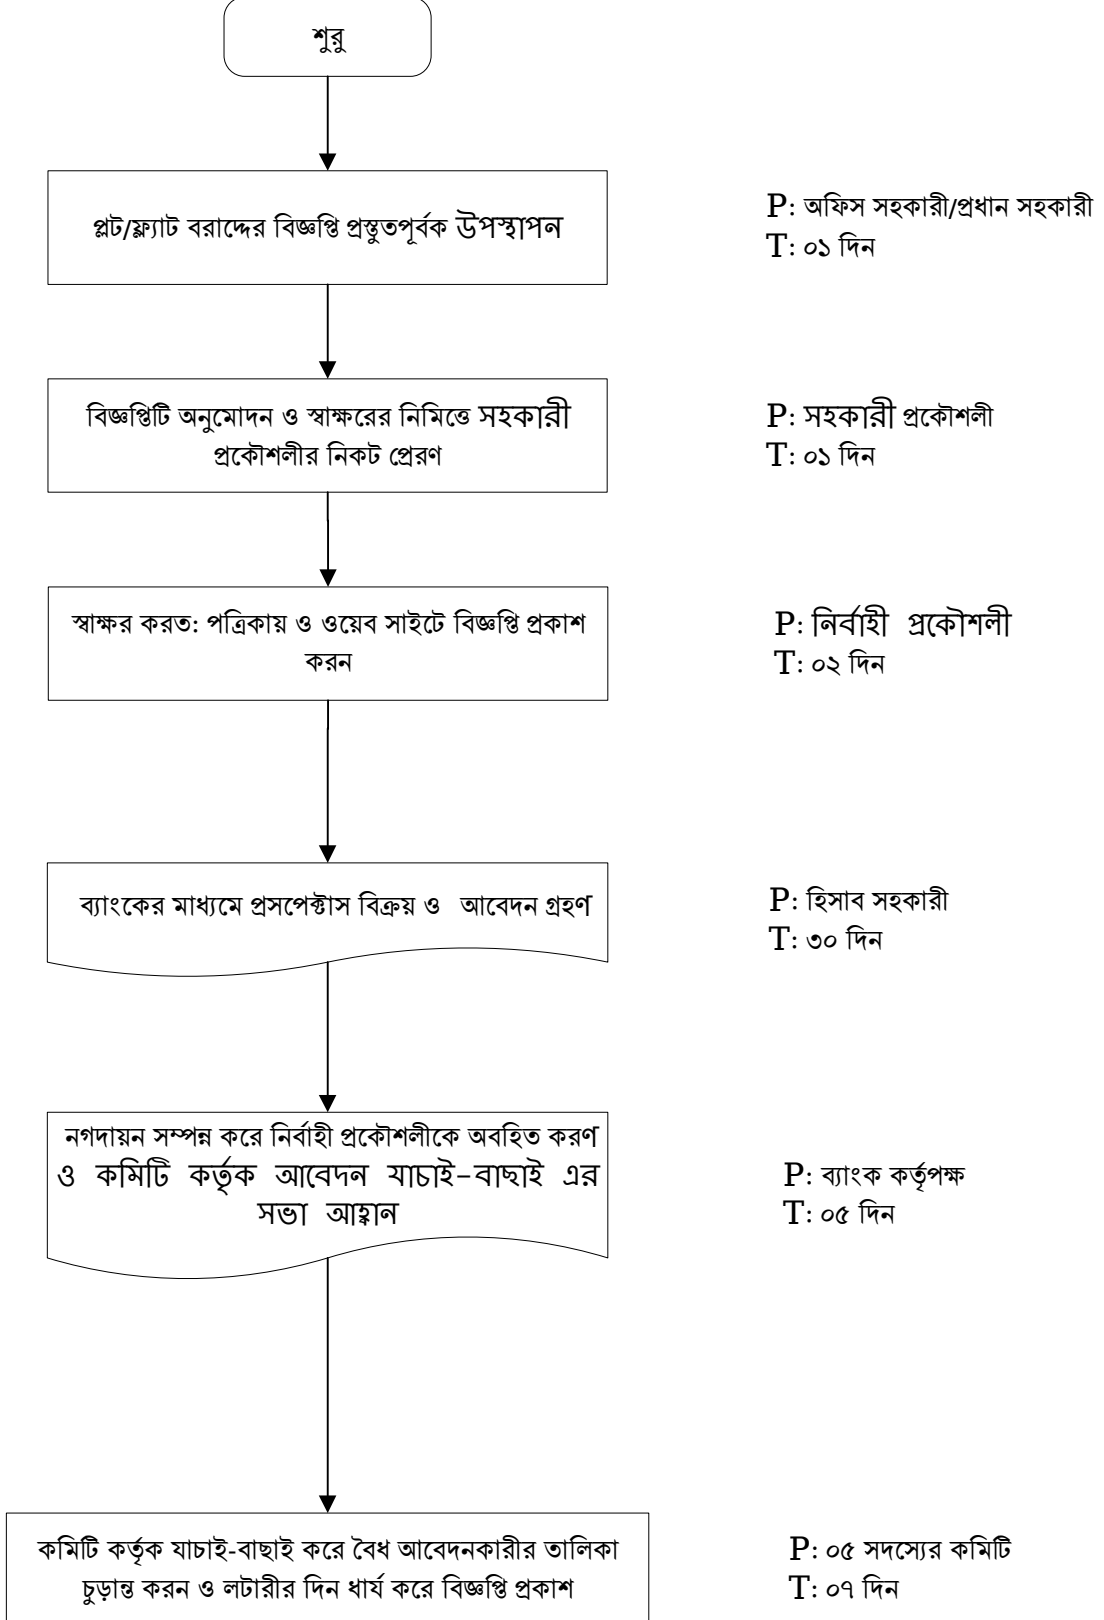 শুরু
প্লট/ফ্ল্যাট বরাদ্দের বিজ্ঞপ্তি প্রস্তুতপূর্বক উপস্থাপন
P: অফিস সহকারী/প্রধান সহকারী
T: ০১ দিন
বিজ্ঞপ্তিটি অনুমোদন ও স্বাক্ষরের নিমিত্তে সহকারী
প্রকৌশলীর নিকট প্রেরণ
P: সহকারী প্রকৌশলী
T: ০১ দিন
স্বাক্ষর করত: পত্রিকায় ও ওয়েব সাইটে বিজ্ঞপ্তি প্রকাশ
করন
P: নির্বাহী প্রকৌশলী
T: ০২ দিন
ব্যাংকের মাধ্যমে প্রসপেক্টাস বিক্রয় ও আবেদন গ্রহণ
P: হিসাব সহকারী
T: ৩০ দিন
নগদায়ন সম্পন্ন করে নির্বাহী প্রকৌশলীকে অবহিত করণ
ও কমিটি কর্তৃক আবেদন যাচাই-বাছাই এর
সভা আহ্বান
P: ব্যাংক কর্তৃপক্ষ
T: ০৫ দিন
কমিটি কর্তৃক যাচাই-বাছাই করে বৈধ আবেদনকারীর তালিকা
চুড়ান্ত করন ও লটারীর দিন ধার্য করে বিজ্ঞপ্তি প্রকাশ
P: ০৫ সদস্যের কমিটি
T: ০৭ দিন